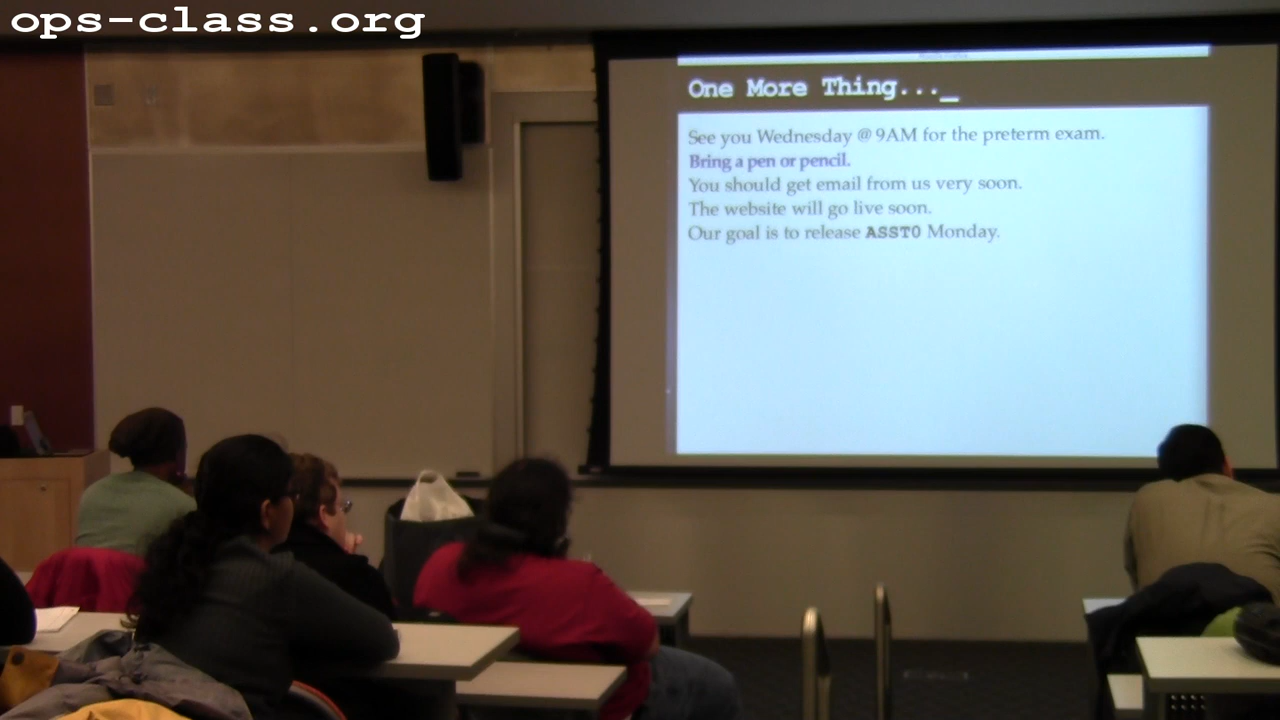 ops-class.org
One More Thing..._
See you Wednesday @ 9AM for the preterm exam.
Bring a pen or pencil.
You should get email from us very soon.
The website will go live soon.
Our goal is to release ASST0 Monday.